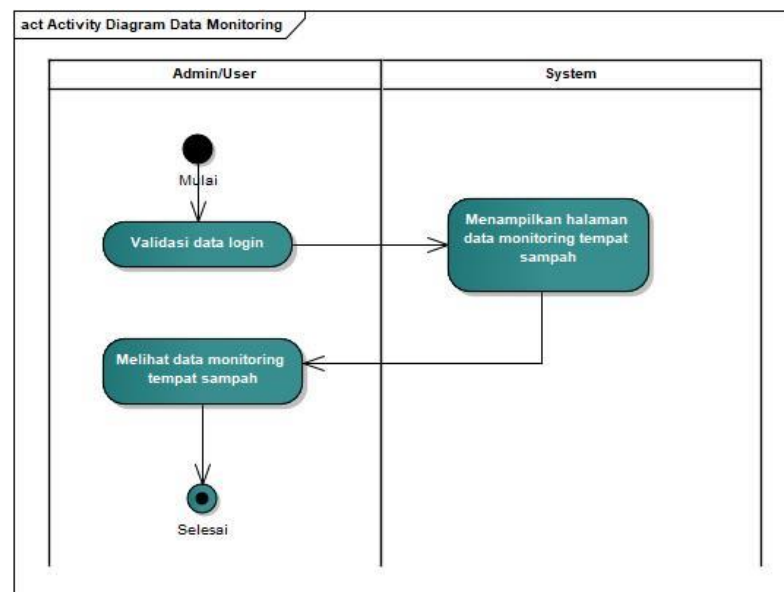 act Activity Diagram Data Monitoring
Admin/User
System
Mulai
Validasi data login
Menampilkan halaman
data monitoring tempat
sampah
Melihat data monitoring
tempat sampah
Selesai